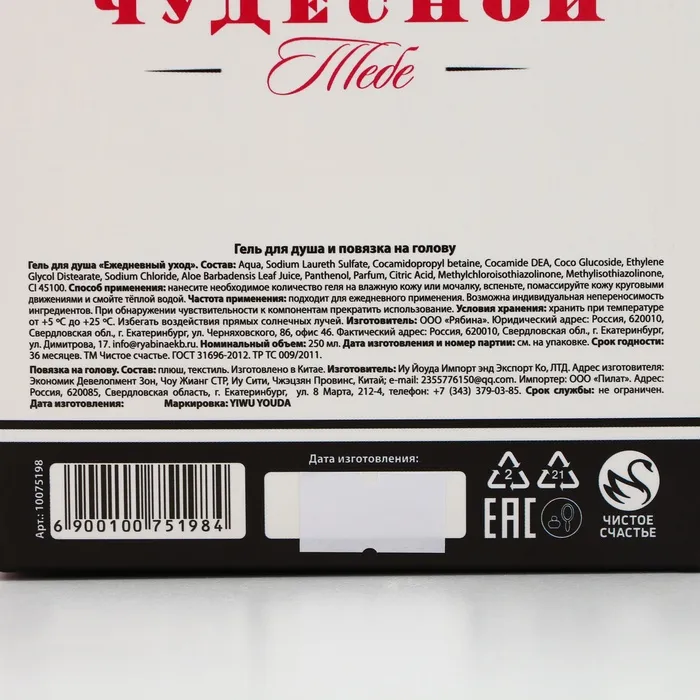 ЧУДЕСНОЙ
Тебе
Гель для душа и повязка на голову
Гель для душа «Ежедневный уход». Состав: Aqua, Sodium Laureth Sulfate, Cocamidopropyl betaine, Cocamide DEA, Coco Glucoside, Ethylene
Glycol Distearate, Sodium Chloride, Aloe Barbadensis Leaf Juice, Panthenol, Parfum, Citric Acid, Methylchloroisothiazolinone, Methylisothiazolinone,
CI 45100. Способ применения: нанесите необходимое количество геля на влажную кожу или мочалку, вспеньте, помассируйте кожу круговыми
движениями и смойте тёплой водой. Частота применения: подходит для ежедневного применения. Возможна индивидуальная непереносимость
ингредиентов. При обнаружении чувствительности к компонентам прекратить использование. Условия хранения: хранить при температуре
от +5 ºС до +25 ºС. Избегать воздействия прямых солнечных лучей. Изготовитель: ООО «Рябина». Юридический адрес: Россия, 620010,
Свердловская обл., г. Екатеринбург, ул. Черняховского, 86, офис 46. Фактический адрес: Россия, 620010, Свердловская обл., г. Екатеринбург,
ул. Димитрова, 17. info@ryabinaekb.ru. Номинальный объем: 250 мл. Дата изготовления и номер партии: см. на упаковке. Срок годности:
36 месяцев. ТМ Чистое счастье. ГОСТ 31696-2012. ТР ТС 009/2011.
Повязка на голову. Состав: плюш, текстиль. Изготовлено в Китае. Изготовитель: Иу Йоуда Импорт энд Экспорт Ко, ЛТД. Адрес изготовителя:
Экономик Девелопмент Зон, Чоу Жианг СТР, Иу Сити, Чжэцзян Провинс, Китай; e-mail: 2355776150@qq.com. Импортер: ООО «Пилат». Адрес:
Россия, 620085, Свердловская область, г. Екатеринбург, ул. 8 Марта, 212-4, телефон: +7 (343) 379-03-85. Срок службы: не ограничен.
Дата изготовления: Маркировка: YIWU YOUDA
Арт.: 10075198
6 900100 751984
Дата изготовления:
2
21
EAC
ЧИСТОЕ
СЧАСТЬЕ